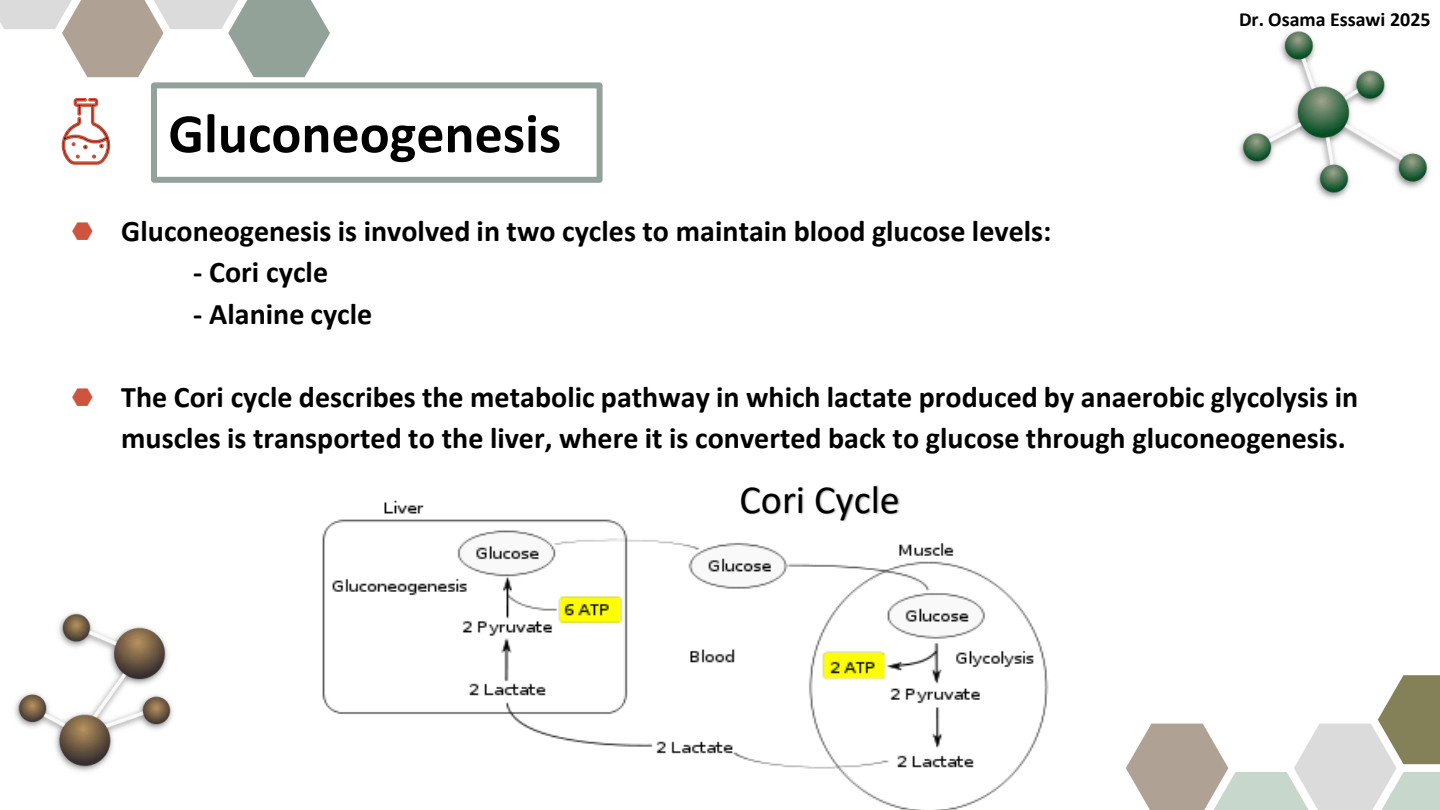 Dr. Osama Essawi 2025
Gluconeogenesis
Gluconeogenesis is involved in two cycles to maintain blood glucose levels:
- Cori cycle
- Alanine cycle
The Cori cycle describes the metabolic pathway in which lactate produced by anaerobic glycolysis in
muscles is transported to the liver, where it is converted back to glucose through gluconeogenesis.
Cori Cycle
Liver
Glucose
Gluconeogenesis
6 ATP
2 Pyruvate
2 Lactate
Glucose
Blood
2 Lactate
Muscle
Glucose
Glycolysis
2 ATP
2 Pyruvate
2 Lactate